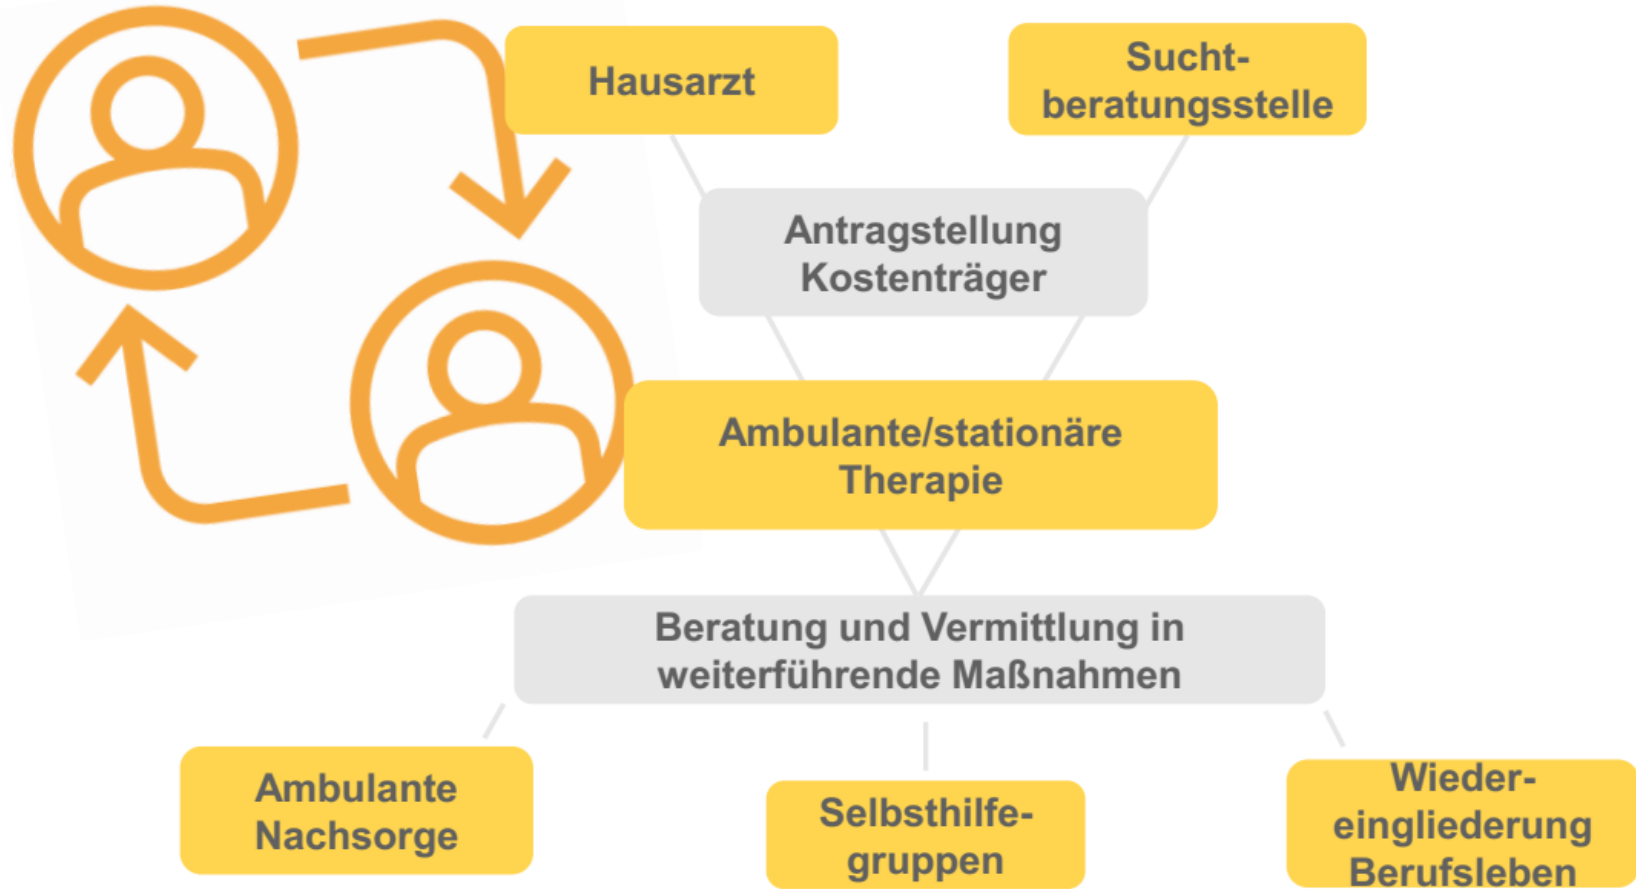 Hausarzt
Sucht-
beratungsstelle
Antragstellung
Kostenträger
Ambulante/stationäre
Therapie
Beratung und Vermittlung in
weiterführende Maßnahmen
Ambulante
Nachsorge
Selbsthilfe-
gruppen
Wieder-
eingliederung
Berufsleben